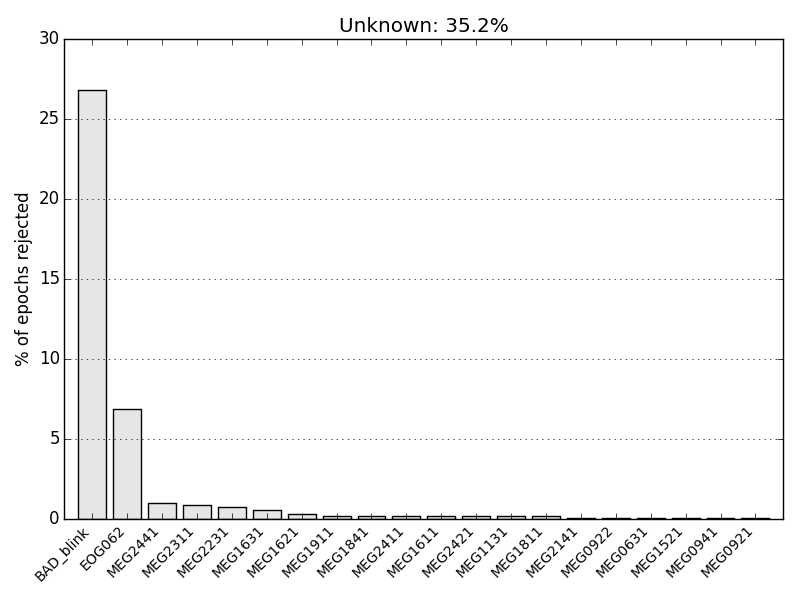 Unknown: 35.2%
30
25
20
15
10
5
0
% of epochs rejected
BAD_blink
EOG062
MEG2441
MEG2311
MEG2231
MEG1631
MEG1621
MEG1911
MEG1841
MEG2411
MEG1611
MEG2421
MEG1131
MEG1811
MEG2141
MEG0922
MEG0631
MEG1521
MEG0941
MEG0921